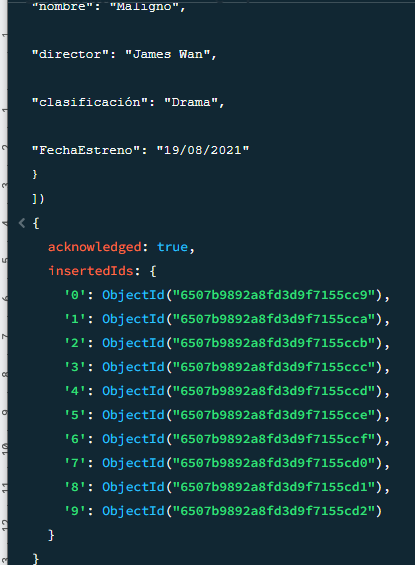 "nombre": "Maligno",
"director": "James Wan",
"clasificación": "Drama",
"FechaEstreno": "19/08/2021"
}
])
< {
acknowledged: true,
insertedIds: {
'0': ObjectId("6507b9892a8fd3d9f7155cc9"),
'1': ObjectId("6507b9892a8fd3d9f7155cca"),
'2': ObjectId("6507b9892a8fd3d9f7155ccb"),
'3': ObjectId("6507b9892a8fd3d9f7155ccc"),
'4': ObjectId("6507b9892a8fd3d9f7155ccd"),
'5': ObjectId("6507b9892a8fd3d9f7155cce"),
'6': ObjectId("6507b9892a8fd3d9f7155ccf"),
'7': ObjectId("6507b9892a8fd3d9f7155cd0"),
'8': ObjectId("6507b9892a8fd3d9f7155cd1"),
'9': ObjectId("6507b9892a8fd3d9f7155cd2")
}
}